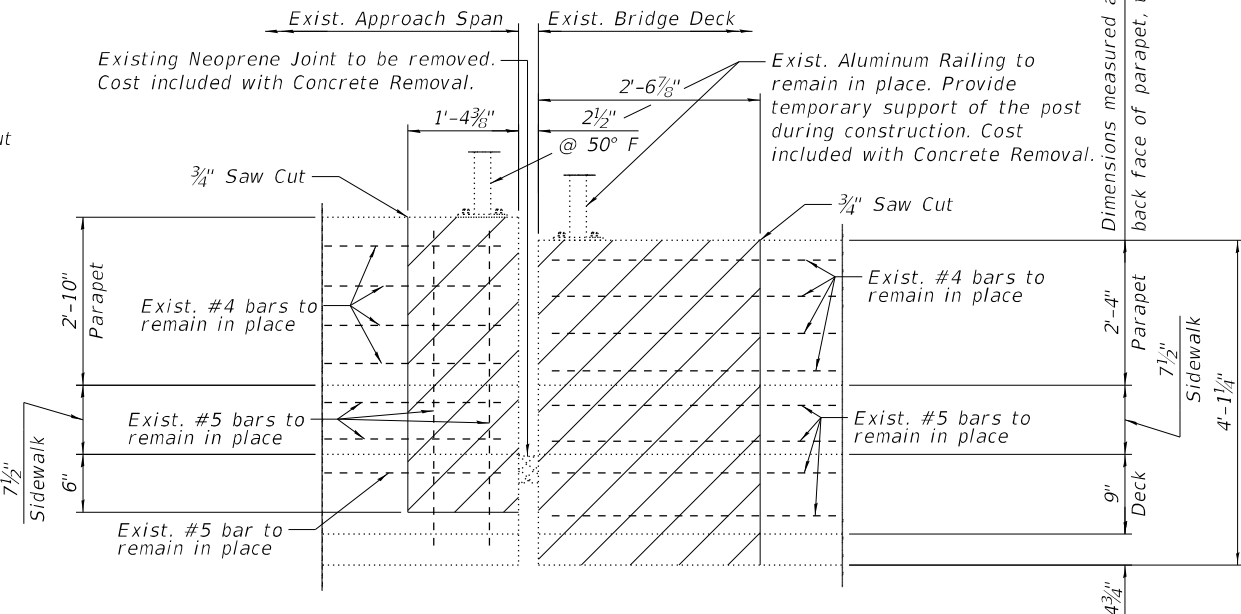 Exist. Approach Span
Exist. Bridge Deck
Existing Neoprene Joint to be removed.
Cost included with Concrete Removal.
Exist. Aluminum Railing to
remain in place. Provide
temporary support of the post
during construction. Cost
included with Concrete Removal.
2'-6⅞"
1'-4⅜"
2½"
@ 50° F
¾" Saw Cut
¾" Saw Cut
Dimensions measured a
back face of parapet,
2'-10"
Parapet
Exist. #4 bars to
remain in place
Exist. #4 bars to
remain in place
2'-4"
Parapet
7½"
Sidewalk
4'-1¼"
Exist. #5 bars to
remain in place
Exist. #5 bars to
remain in place
7½"
Sidewalk
6"
9"
Deck
Exist. #5 bar to
remain in place
4¾"